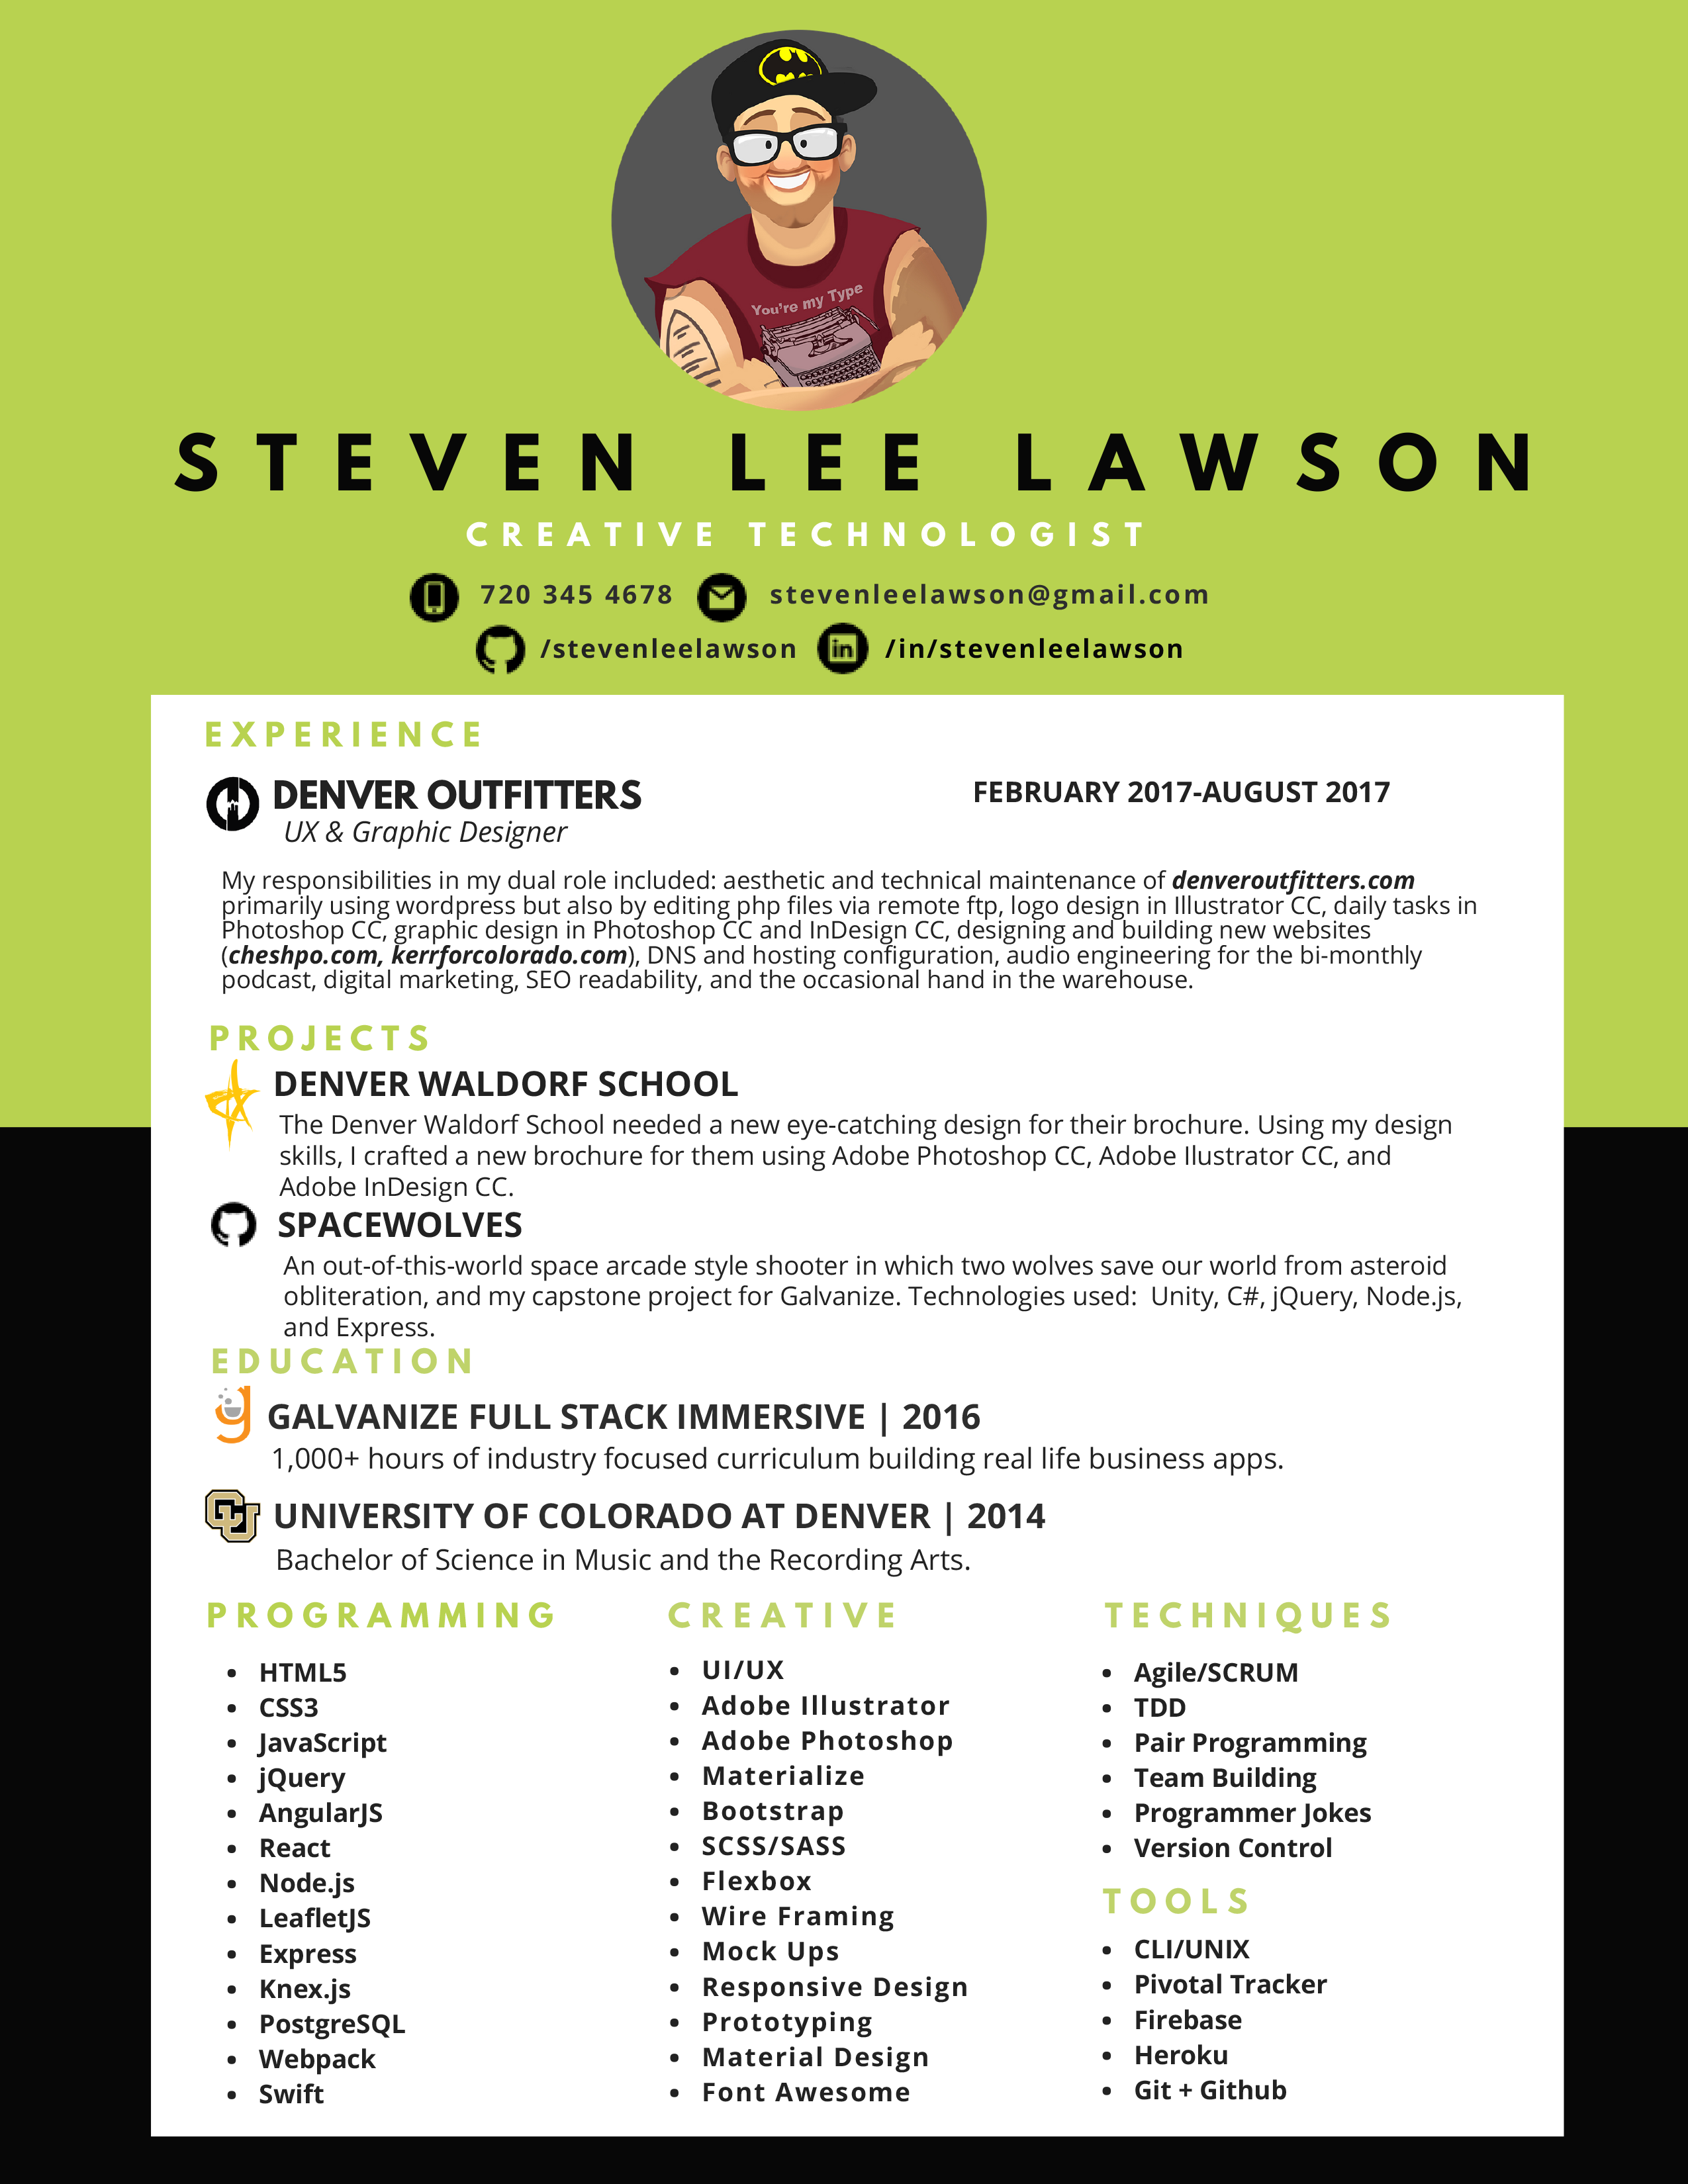 You're my Type
STEVEN LEE LAWSON
CREATIVE TECHNOLOGIST
720 345 4678 stevenleelawson@gmail.com
/stevenleelawson in /in/stevenleelawson
EXPERIENCE
DENVER OUTFITTERS FEBRUARY 2017-AUGUST 2017
UX & Graphic Designer
My responsibilities in my dual role included: aesthetic and technical maintenance of denveroutfitters.com
primarily using wordpress but also by editing php files via remote ftp, logo design in Illustrator CC, daily tasks in
Photoshop CC, graphic design in Photoshop CC and InDesign CC, designing and building new websites
(cheshpo.com, kerrforcolorado.com), DNS and hosting configuration, audio engineering for the bi-monthly
podcast, digital marketing, SEO readability, and the occasional hand in the warehouse.
PROJECTS
DENVER WALDORF SCHOOL
The Denver Waldorf School needed a new eye-catching design for their brochure. Using my design
skills, I crafted a new brochure for them using Adobe Photoshop CC, Adobe Ilustrator CC, and
Adobe InDesign CC.
SPACEWOLVES
An out-of-this-world space arcade style shooter in which two wolves save our world from asteroid
obliteration, and my capstone project for Galvanize. Technologies used: Unity, C#, jQuery, Node.js,
and Express.
EDUCATION
g GALVANIZE FULL STACK IMMERSIVE | 2016
1,000+ hours of industry focused curriculum building real life business apps.
CU UNIVERSITY OF COLORADO AT DENVER | 2014
Bachelor of Science in Music and the Recording Arts.
PROGRAMMING
• HTML5
• CSS3
• JavaScript
• jQuery
• AngularJS
• React
• Node.js
• LeafletJS
• Express
• Knex.js
• PostgreSQL
• Webpack
• Swift
CREATIVE
• UI/UX
• Adobe Illustrator
• Adobe Photoshop
• Materialize
• Bootstrap
• SCSS/SASS
• Flexbox
• Wire Framing
• Mock Ups
• Responsive Design
• Prototyping
• Material Design
• Font Awesome
TECHNIQUES
• Agile/SCRUM
• TDD
• Pair Programming
• Team Building
• Programmer Jokes
• Version Control
TOOLS
• CLI/UNIX
• Pivotal Tracker
• Firebase
• Heroku
• Git + Github